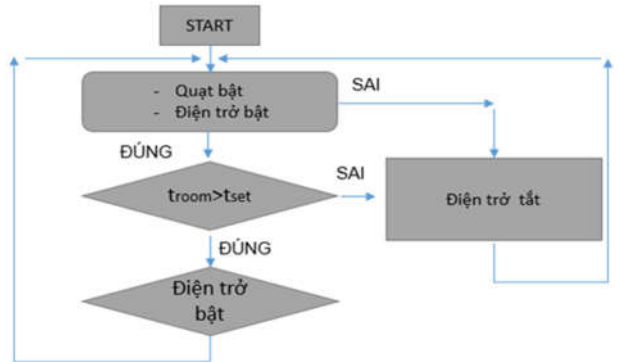 START
- Quạt bật
- Điện trở bật
SAI
ĐÚNG
troom>tset
SAI
Điện trở tắt
ĐÚNG
Điện trở
bật